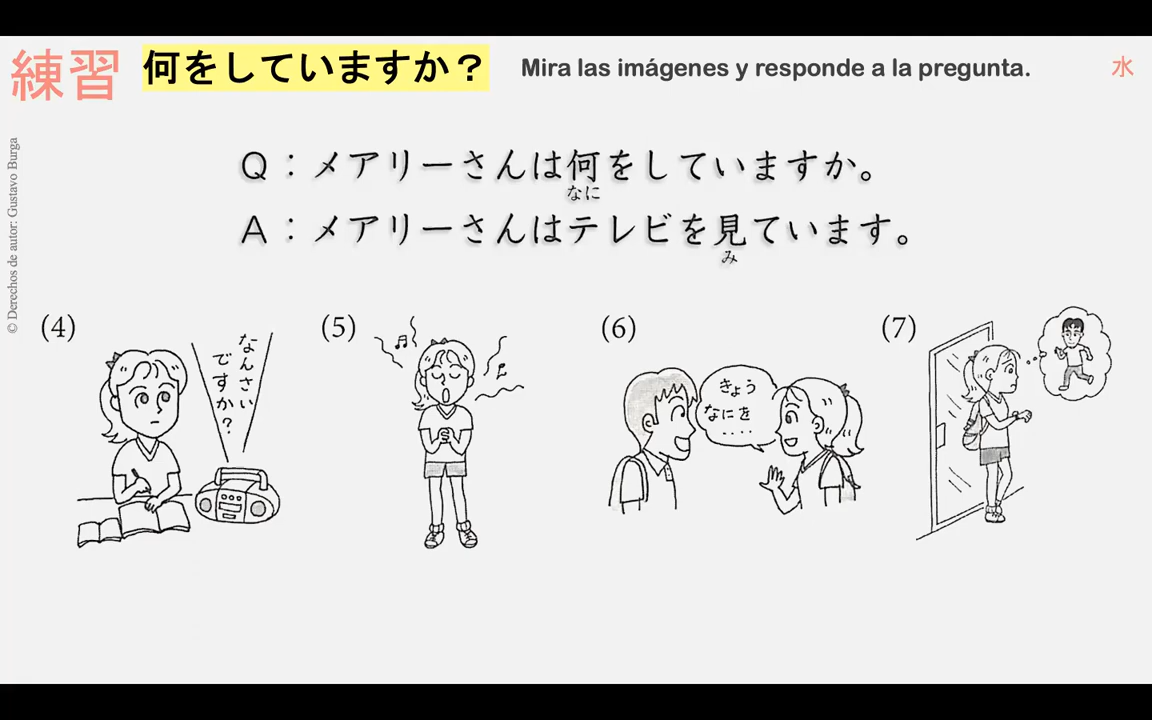 練習 何をしていますか？ Mira las imágenes y responde a la pregunta. 水
© Derechos de autor: Gustavo Burga
Q：メアリーさんは何をしていますか。
なに
A：メアリーさんはテレビを見ています。
み
(4) (5) (6) (7)
なんさい
ですか？
きょう
なにを
････